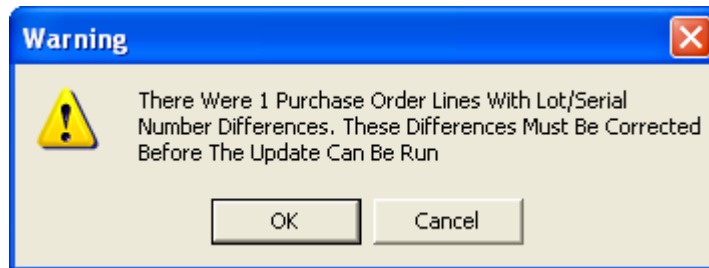 Warning
There Were 1 Purchase Order Lines With Lot/Serial
Number Differences. These Differences Must Be Corrected
Before The Update Can Be Run
OK
Cancel